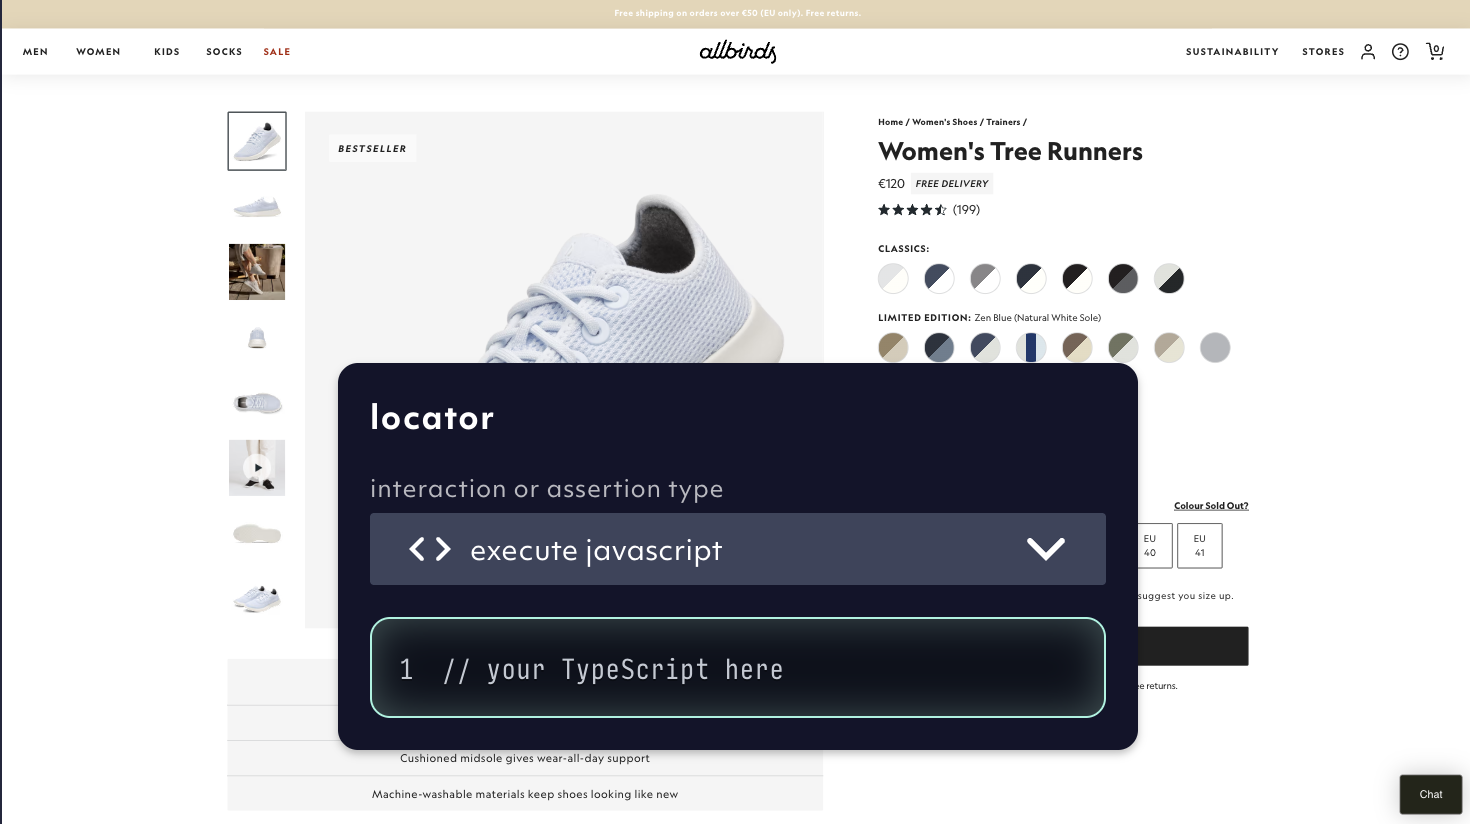 Free shipping on orders over €50 (EU only). Free returns.
MEN WOMEN KIDS SOCKS SALE
allbirds
SUSTAINABILITY STORES
0
BESTSELLER
Home / Women's Shoes / Trainers /
Women's Tree Runners
€120 FREE DELIVERY
(199)
CLASSICS:
LIMITED EDITION: Zen Blue (Natural White Sole)
locator
interaction or assertion type
execute javascript
1 // your TypeScript here
Colour Sold Out?
EU
40
EU
41
suggest you size up.
ee returns.
Cushioned midsole gives wear-all-day support
Machine-washable materials keep shoes looking like new
Chat